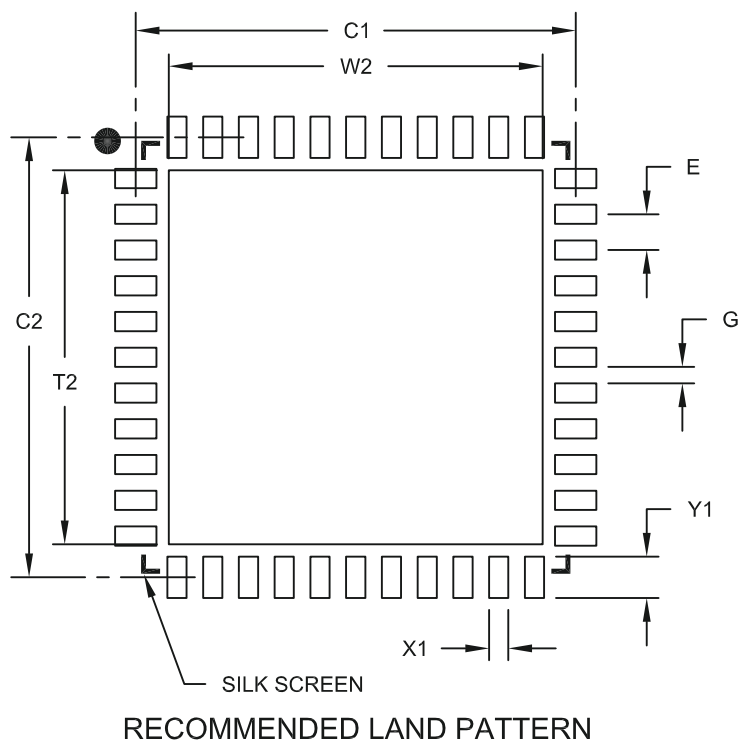 C1
W2
E
C2
G
T2
Y1
X1
SILK SCREEN
RECOMMENDED LAND PATTERN